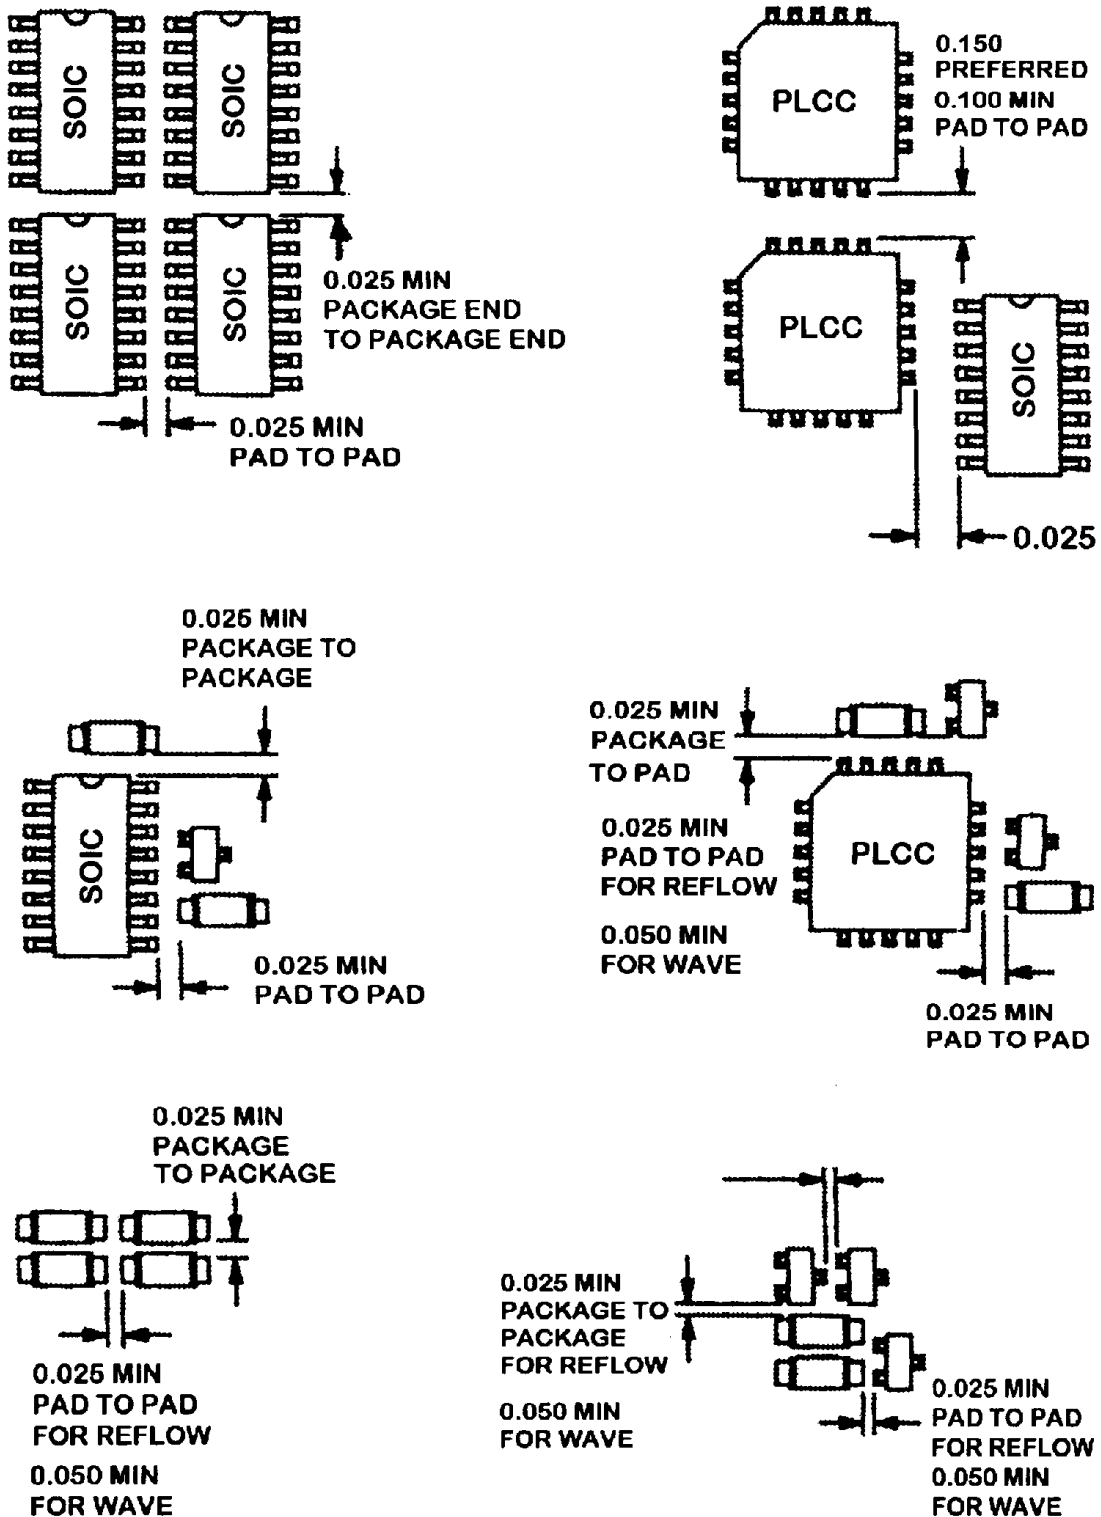 SOIC
SOIC
SOIC
SOIC
0.025 MIN
PACKAGE END
TO PACKAGE END
0.025 MIN
PAD TO PAD
PLCC
0.150
PREFERRED
0.100 MIN
PAD TO PAD
PLCC
SOIC
0.025
0.025 MIN
PACKAGE TO
PACKAGE
SOIC
0.025 MIN
PAD TO PAD
0.025 MIN
PACKAGE
TO PAD
0.025 MIN
PAD TO PAD
FOR REFLOW
0.050 MIN
FOR WAVE
PLCC
0.025 MIN
PAD TO PAD
0.025 MIN
PACKAGE
TO PACKAGE
0.025 MIN
PAD TO PAD
FOR REFLOW
0.050 MIN
FOR WAVE
0.025 MIN
PACKAGE TO
PACKAGE
FOR REFLOW
0.050 MIN
FOR WAVE
0.025 MIN
PAD TO PAD
FOR REFLOW
0.050 MIN
FOR WAVE